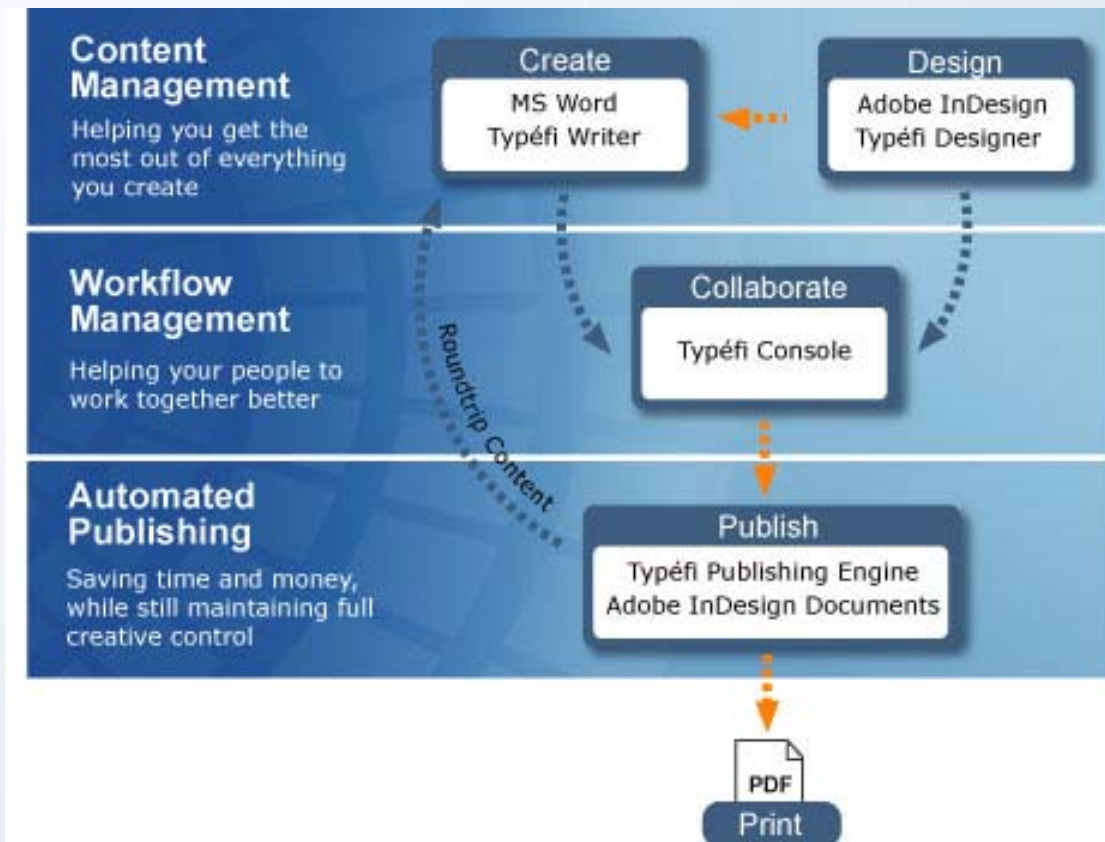 Content
Management
Helping you get the
most out of everything
you create
Create
MS Word
Typéfi Writer
Design
Adobe InDesign
Typéfi Designer
Workflow
Management
Helping your people to
work together better
Collaborate
Typéfi Console
Roundtrip Content
Automated
Publishing
Saving time and money,
while still maintaining full
creative control
Publish
Typéfi Publishing Engine
Adobe InDesign Documents
PDF
Print